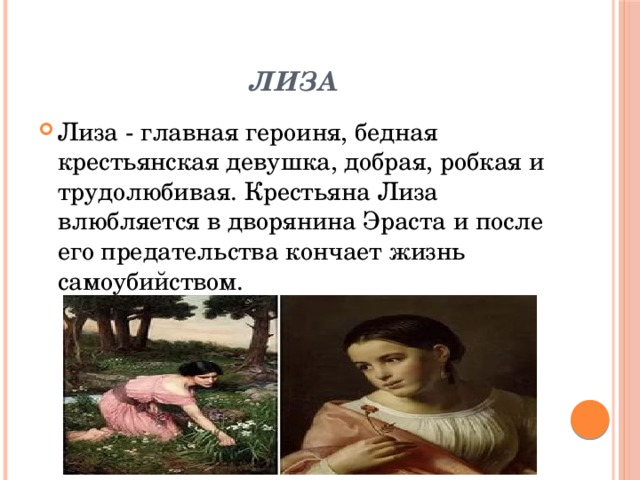 ЛИЗА
Лиза - главная героиня, бедная
крестьянская девушка, добрая, робкая и
трудолюбивая. Крестьяна Лиза
влюбляется в дворянина Эраста и после
его предательства кончает жизнь
самоубийством.